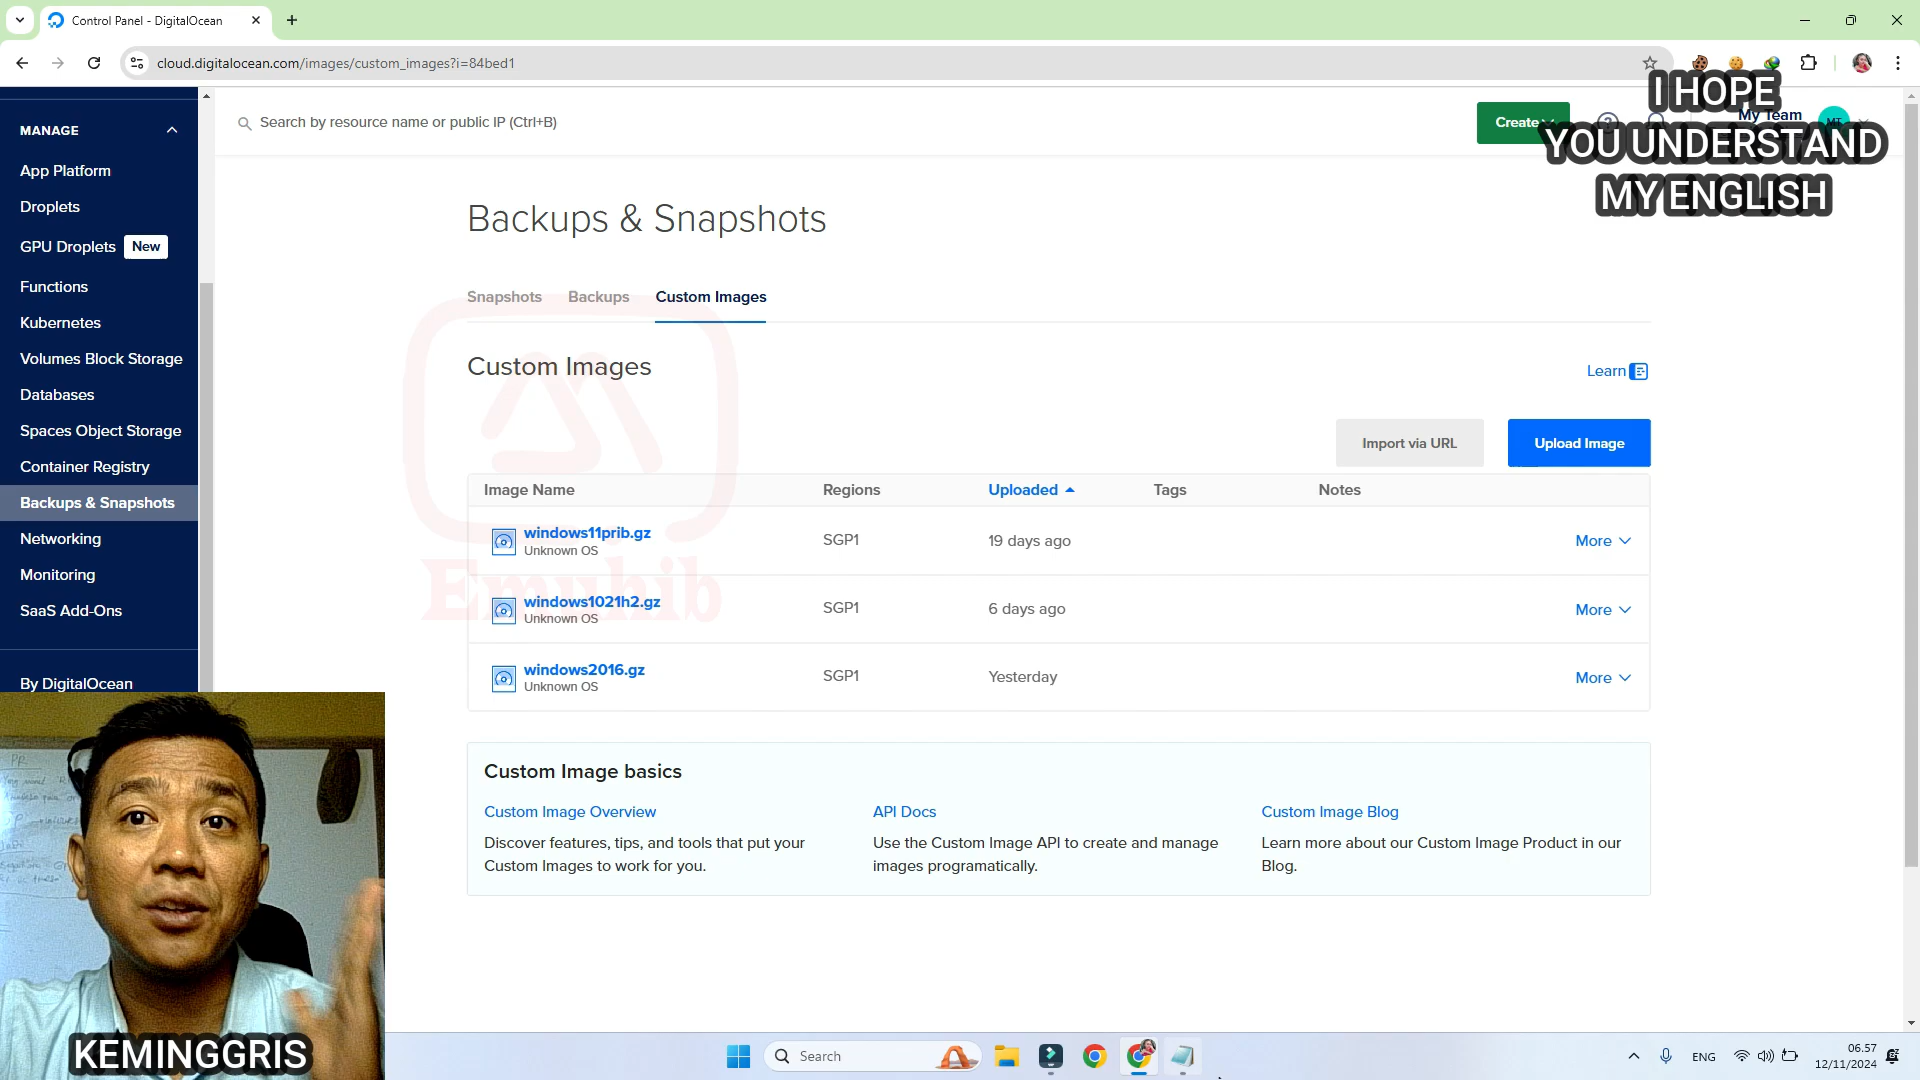 Control Panel - DigitalOcean
cloud.digitalocean.com/images/custom_images?i=84bed1
I HOPE
YOU UNDERSTAND
MY ENGLISH
MANAGE
App Platform
Droplets
GPU Droplets New
Functions
Kubernetes
Volumes Block Storage
Databases
Spaces Object Storage
Container Registry
Backups & Snapshots
Networking
Monitoring
SaaS Add-Ons
By DigitalOcean
Search by resource name or public IP (Ctrl+B)
Create
My Team
MT
Backups & Snapshots
Snapshots Backups Custom Images
Custom Images
Learn
Import via URL
Upload Image
Image Name Regions Uploaded Tags Notes
windows11prib.gz
Unknown OS
SGP1 19 days ago More
windows1021h2.gz
Unknown OS
SGP1 6 days ago More
windows2016.gz
Unknown OS
SGP1 Yesterday More
Emuhib
Custom Image basics
Custom Image Overview
Discover features, tips, and tools that put your
Custom Images to work for you.
API Docs
Use the Custom Image API to create and manage
images programatically.
Custom Image Blog
Learn more about our Custom Image Product in our
Blog.
KEMINGGRIS
Search
ENG
06.57
12/11/2024